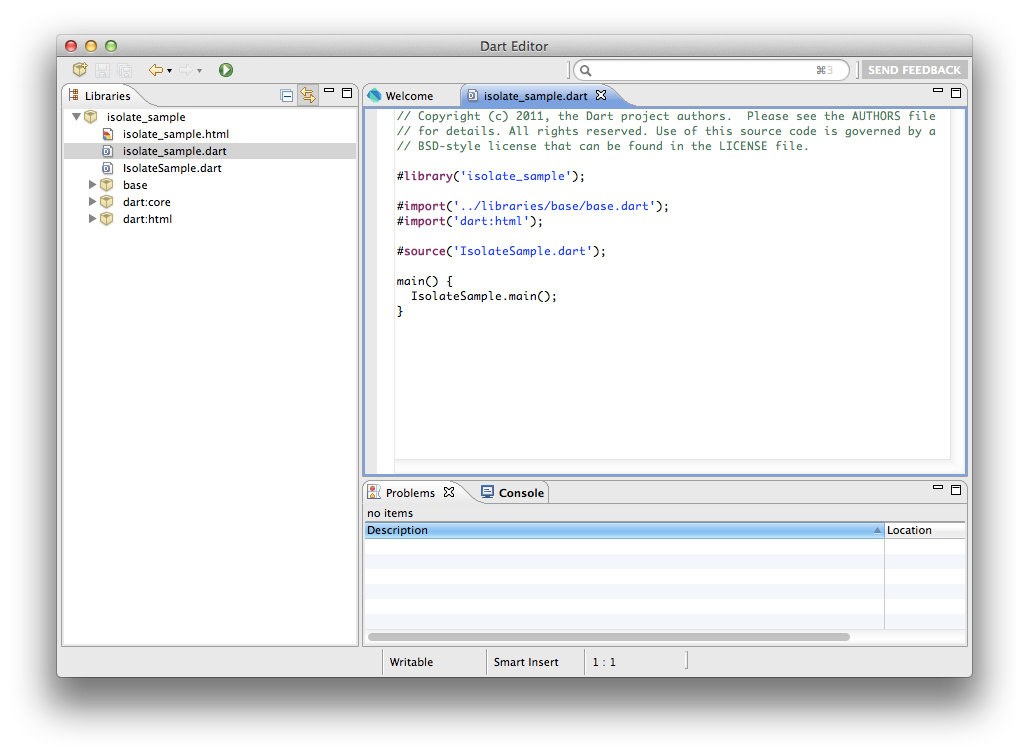 Dart Editor
⌘3
SEND FEEDBACK
Libraries
isolate_sample
isolate_sample.html
isolate_sample.dart
IsolateSample.dart
base
dart:core
dart:html
Welcome
isolate_sample.dart
// Copyright (c) 2011, the Dart project authors.  Please see the AUTHORS file
// for details. All rights reserved. Use of this source code is governed by a
// BSD-style license that can be found in the LICENSE file.
#library('isolate_sample');
#import('../libraries/base/base.dart');
#import('dart:html');
#source('IsolateSample.dart');
main() {
  IsolateSample.main();
}
Problems
Console
no items
Description
Location
Writable
Smart Insert
1 : 1